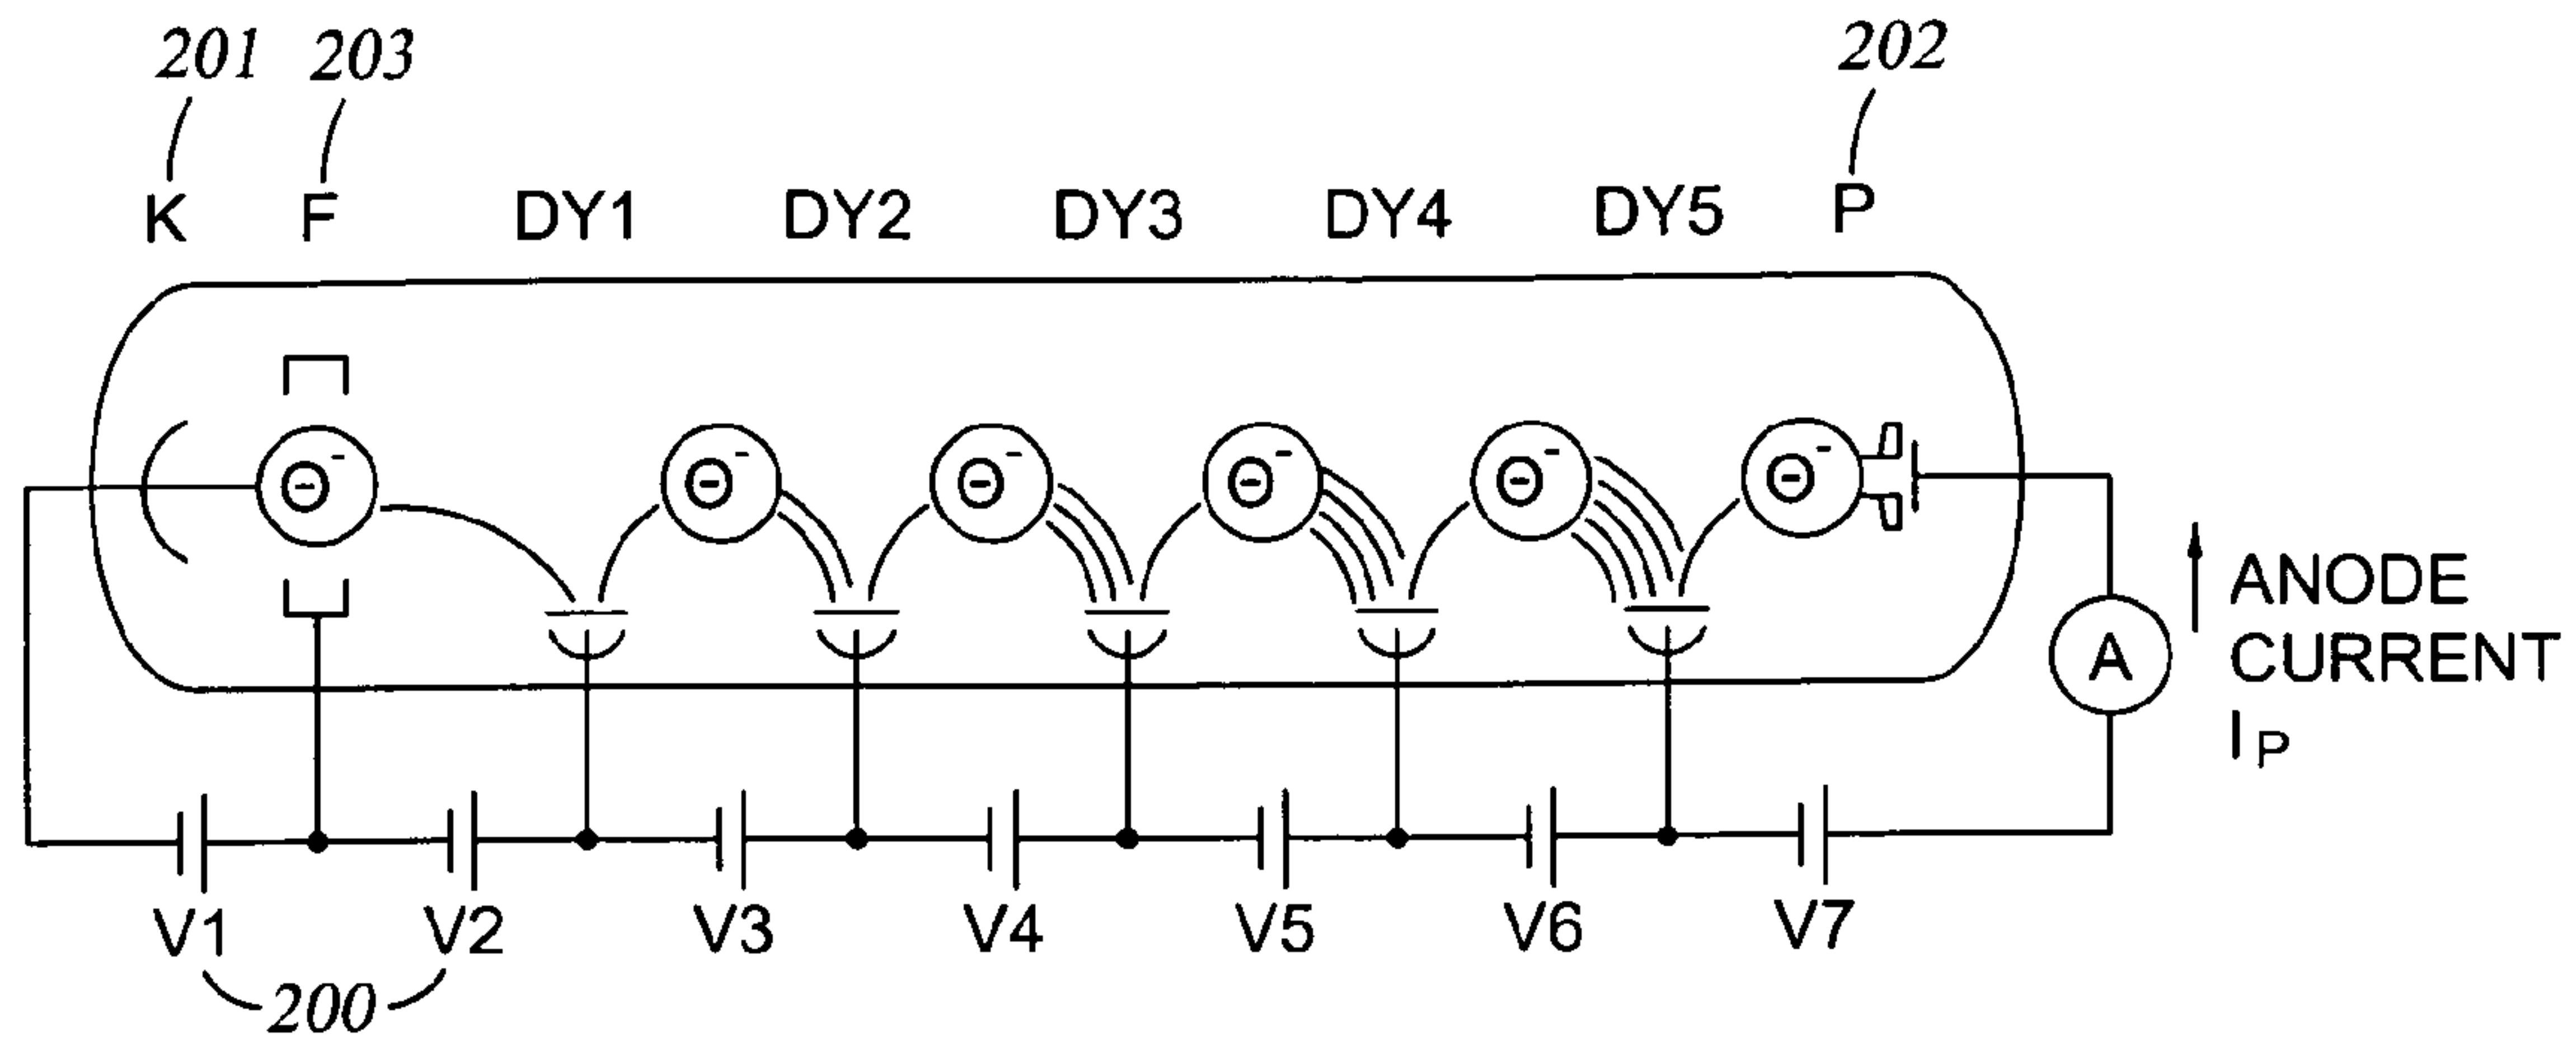 201 203 202
K F DY1 DY2 DY3 DY4 DY5 P
⊖- ⊖- ⊖- ⊖- ⊖- ⊖-
ANODE
CURRENT
IP
A
V1 V2 V3 V4 V5 V6 V7
200